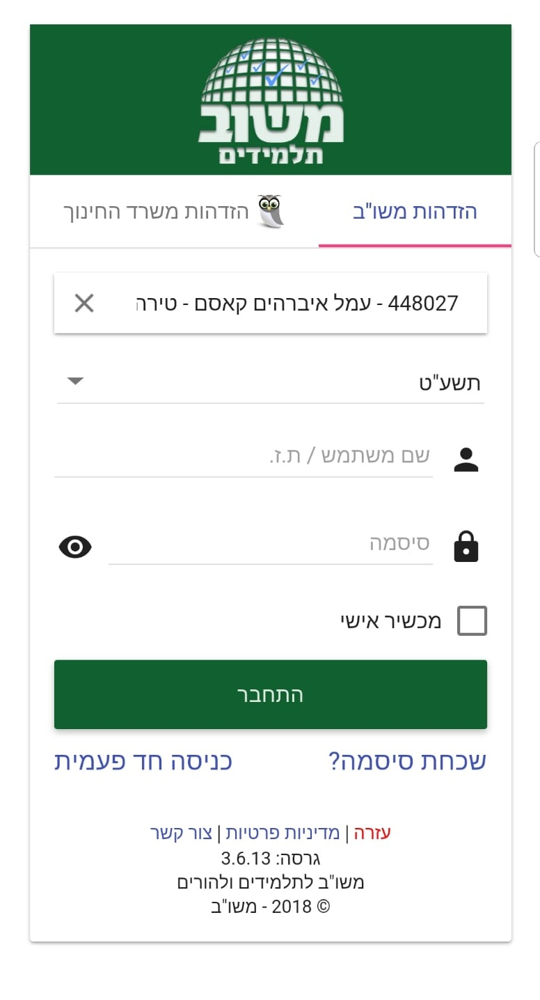 משוב
תלמידים
הזדהות משו"ב
הזדהות משרד החינוך
448027 - עמל איברהים קאסם - טירה
תשע"ט
שם משתמש / ת.ז.
סיסמה
מכשיר אישי
התחבר
שכחת סיסמה?
כניסה חד פעמית
עזרה | מדיניות פרטיות | צור קשר
גרסה: 3.6.13
משו"ב לתלמידים ולהורים
© 2018 - משו"ב